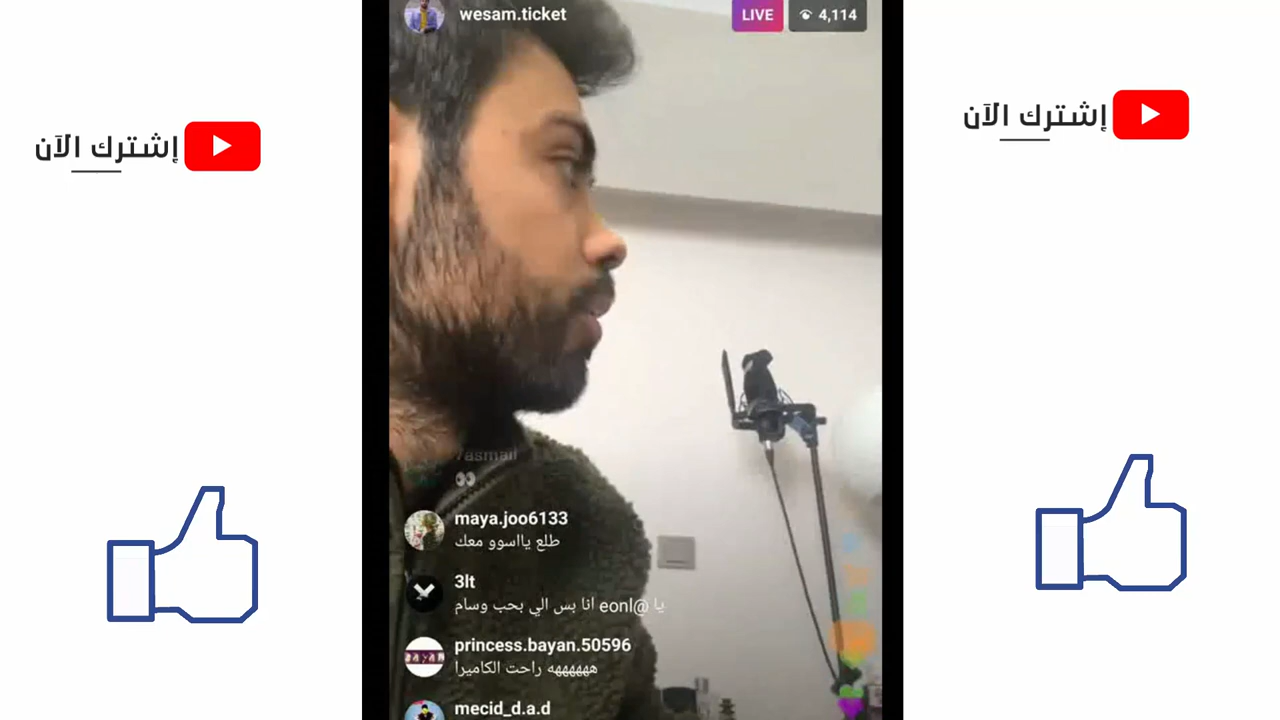 wesam.ticket
LIVE
4,114
إشترك الآن
إشترك الآن
maya.joo6133
طلع يااسوو معك
3lt
يا @eonl انا بس الي بحب وسام
princess.bayan.50596
هههههههه راحت الكاميرا
mecid_d.a.d